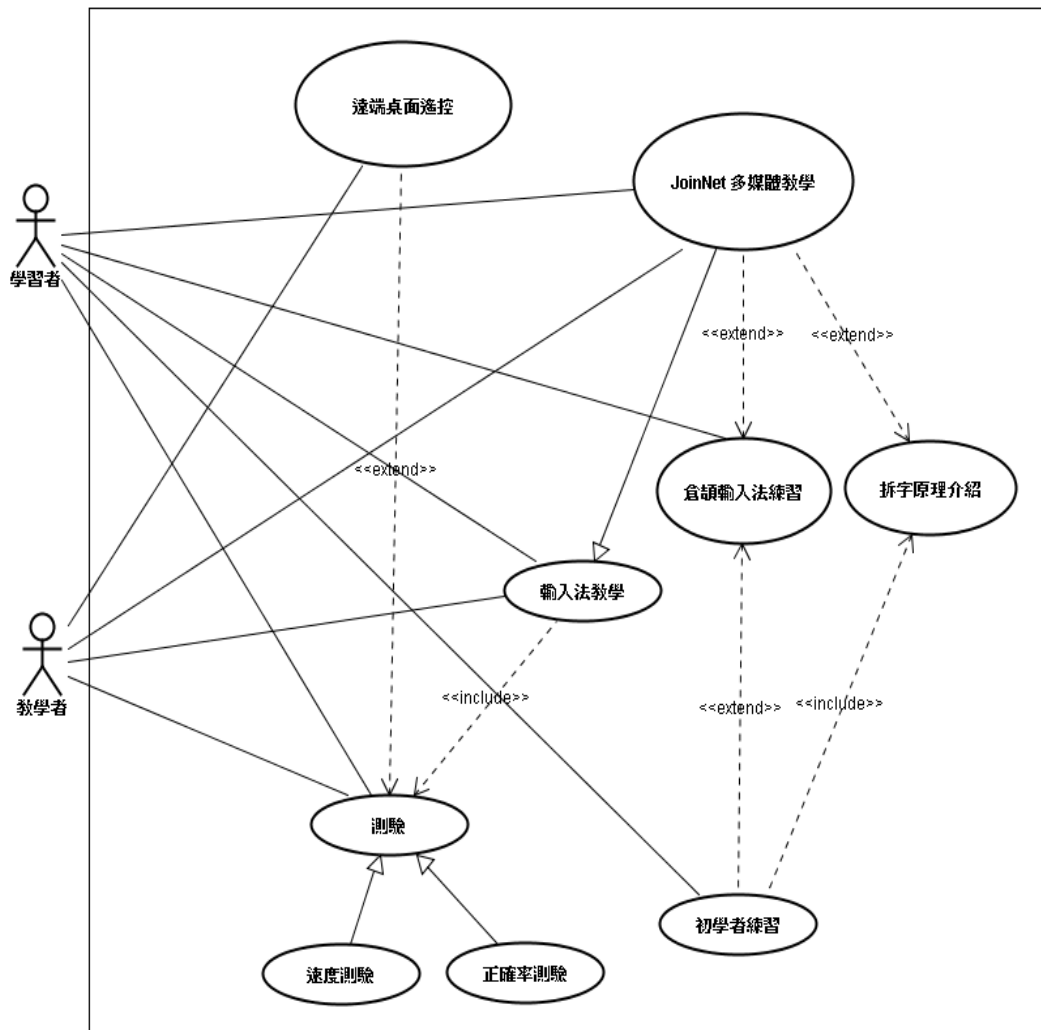 遠端桌面遙控
JoinNet 多媒體教學
學習者
<<extend>>
<<extend>>
<<extend>>
倉頡輸入法練習
拆字原理介紹
輸入法教學
教學者
<<include>>
<<extend>>
<<include>>
測驗
初學者練習
速度測驗
正確率測驗